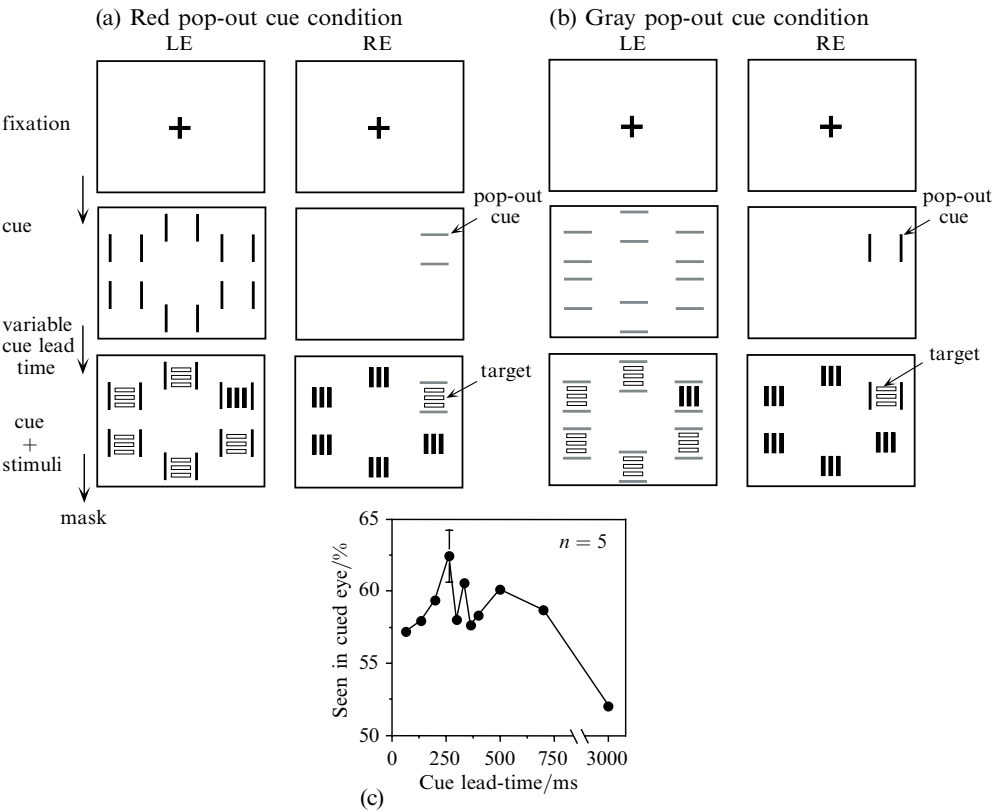 (a) Red pop-out cue condition
LE RE
(b) Gray pop-out cue condition
LE RE
fixation
pop-out
cue
pop-out
cue
cue
variable
cue lead
time
target
target
cue
+
stimuli
mask
65
60
55
50
Seen in cued eye/%
n = 5
0 250 500 750 3000
Cue lead-time/ms
(c)